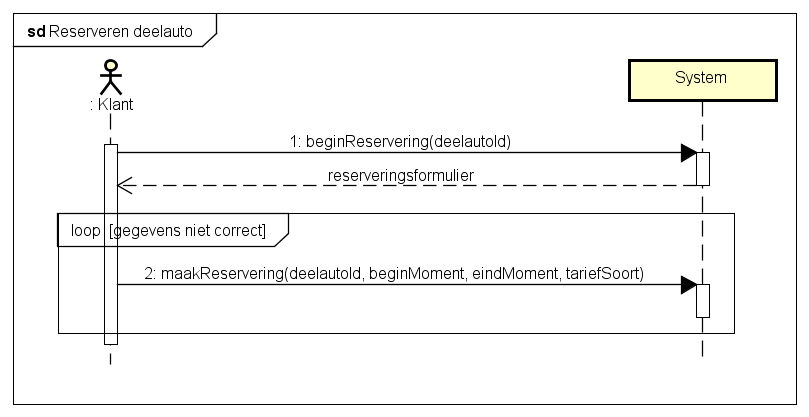 sd Reserveren deelauto
: Klant
System
1: beginReservering(deelautoId)
reserveringsformulier
loop [gegevens niet correct]
2: maakReservering(deelautoId, beginMoment, eindMoment, tariefSoort)